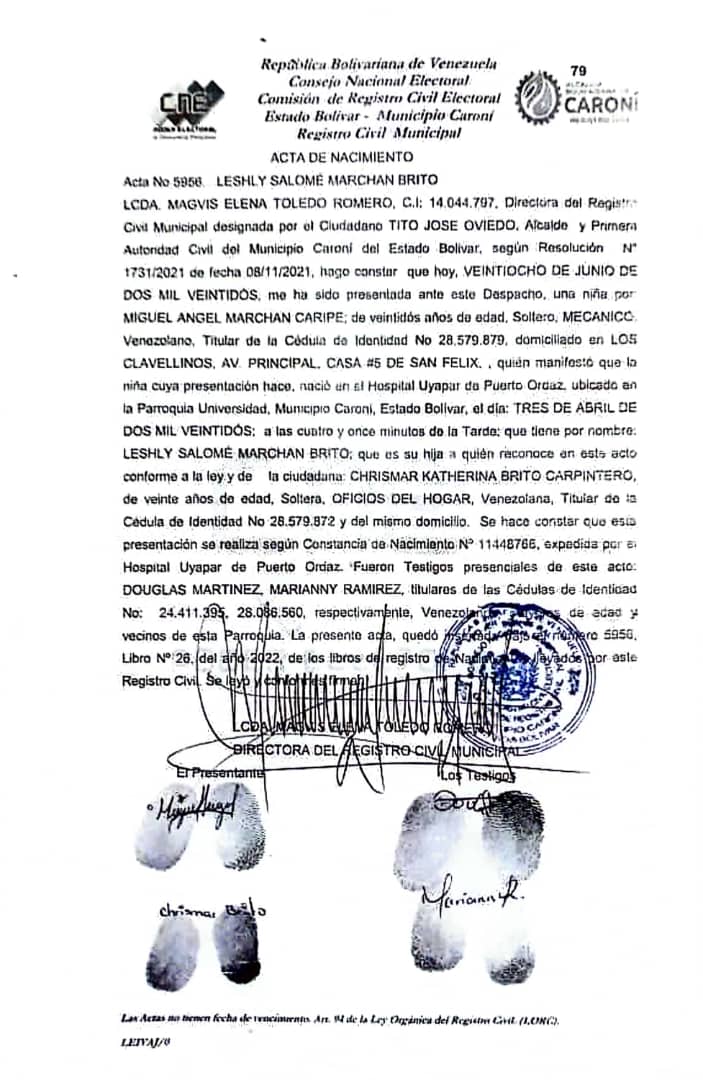 República Bolivariana de Venezuela
Consejo Nacional Electoral
Comisión de Registro Civil Electoral
Estado Bolívar - Municipio Caroní
Registro Civil Municipal
CNE
PODER ELECTORAL
79
ALCALDÍA
CARONÍ
REGISTRO CIVIL
ACTA DE NACIMIENTO
Acta No 5956. LESHLY SALOMÉ MARCHAN BRITO
LCDA. MAGVIS ELENA TOLEDO ROMERO, C.I: 14.044.797, Directora del Registro
Civil Municipal designada por el Ciudadano TITO JOSE OVIEDO, Alcalde y Primera
Autoridad Civil del Municipio Caroní del Estado Bolívar, según Resolución N°
1731/2021 de fecha 08/11/2021, hago constar que hoy, VEINTIOCHO DE JUNIO DE
DOS MIL VEINTIDÓS, me ha sido presentada ante este Despacho, una niña por
MIGUEL ANGEL MARCHAN CARIPE; de veintidós años de edad, Soltero, MECANICO,
Venezolano, Titular de la Cédula de Identidad No 28.579.879, domiciliado en LOS
CLAVELLINOS, AV. PRINCIPAL, CASA #5 DE SAN FELIX. , quién manifestó que la
niña cuya presentación hace, nació en el Hospital Uyapar de Puerto Ordaz, ubicado en
la Parroquia Universidad, Municipio Caroní, Estado Bolívar, el día: TRES DE ABRIL DE
DOS MIL VEINTIDÓS; a las cuatro y once minutos de la Tarde; que tiene por nombre:
LESHLY SALOMÉ MARCHAN BRITO; que es su hija a quién reconoce en este acto
conforme a la ley y de la ciudadana: CHRISMAR KATHERINA BRITO CARPINTERO,
de veinte años de edad, Soltera, OFICIOS DEL HOGAR, Venezolana, Titular de la
Cédula de Identidad No 28.579.872 y del mismo domicilio. Se hace constar que esta
presentación se realiza según Constancia de Nacimiento Nº 11448766, expedida por el
Hospital Uyapar de Puerto Ordaz. Fueron Testigos presenciales de este acto:
DOUGLAS MARTINEZ, MARIANNY RAMIREZ, titulares de las Cédulas de Identidad
No: 24.411.395, 28.086.560, respectivamente, de edad y
vecinos de esta Parroquia. La presente acta, quedó número 5956,
Libro Nº 26, del año 2022, de los libros de registro de por este
Registro Civil. Se leyó y
LCDA. MAGVIS ELENA TOLEDO ROMERO
DIRECTORA DEL REGISTRO CIVIL MUNICIPAL
El Presentante Los Testigos
Miguel Angel
Chrismar Brito
Mariann R.
Las Actas no tienen fecha de vencimiento. Art. 94 de la Ley Orgánica del Registro Civil. (LORC).
LEIVAJ/